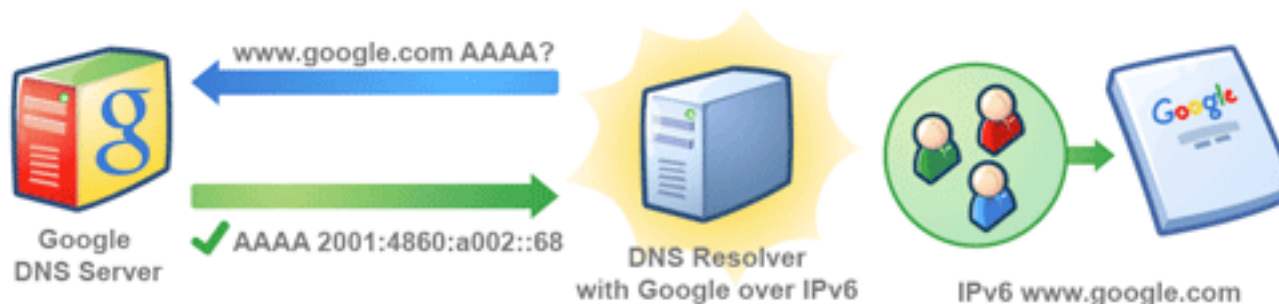 www.google.com AAAA?
g
Google
Google
DNS Server
AAAA 2001:4860:a002::68
DNS Resolver
with Google over IPv6
IPv6 www.google.com